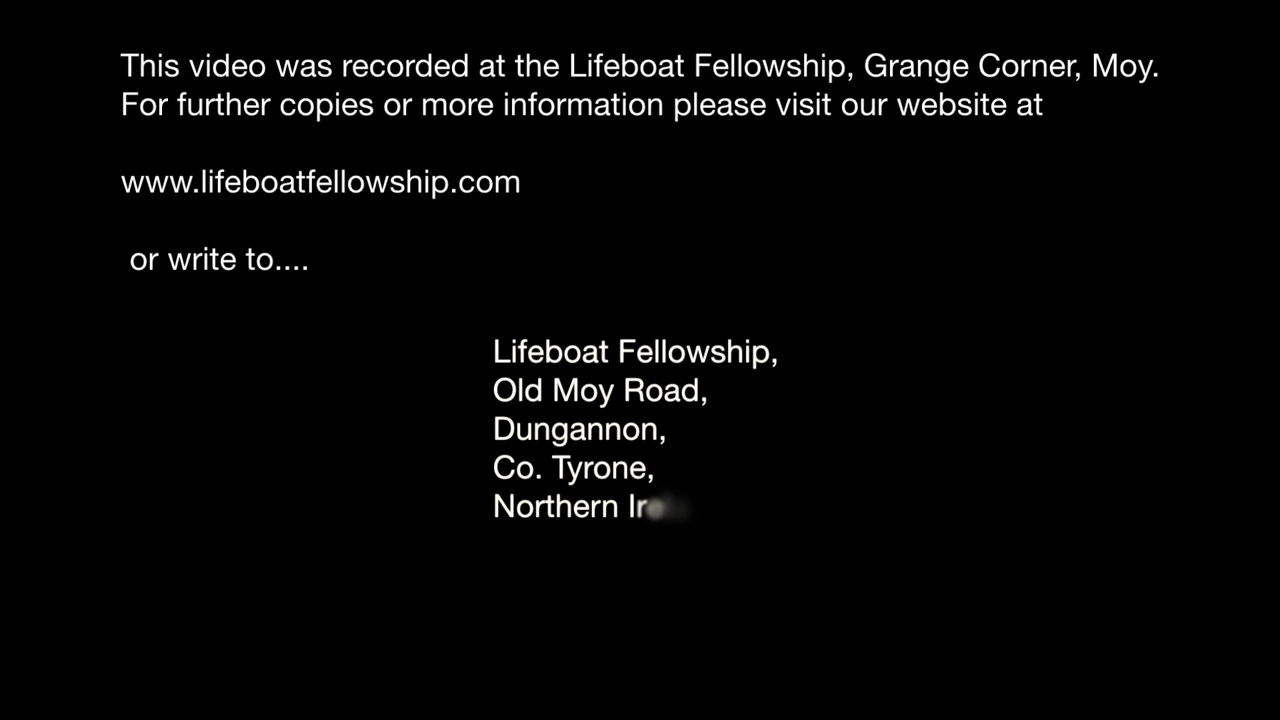 This video was recorded at the Lifeboat Fellowship, Grange Corner, Moy.
For further copies or more information please visit our website at
www.lifeboatfellowship.com
or write to....
Lifeboat Fellowship,
Old Moy Road,
Dungannon,
Co. Tyrone,
Northern